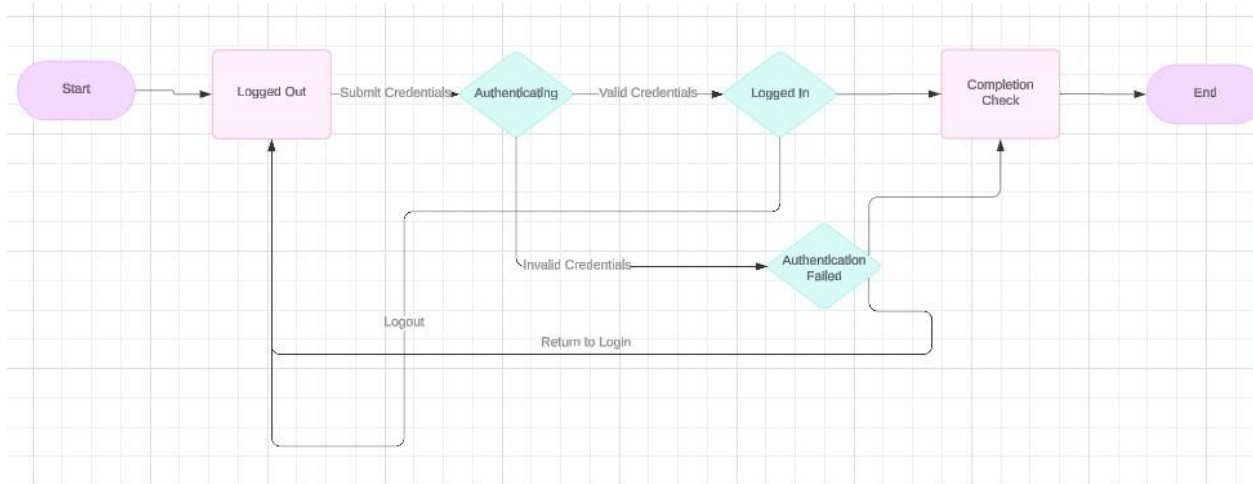 Start
Logged Out
Submit Credentials
Authenticating
Valid Credentials
Logged In
Completion
Check
End
Invalid Credentials
Authentication
Failed
Logout
Return to Login